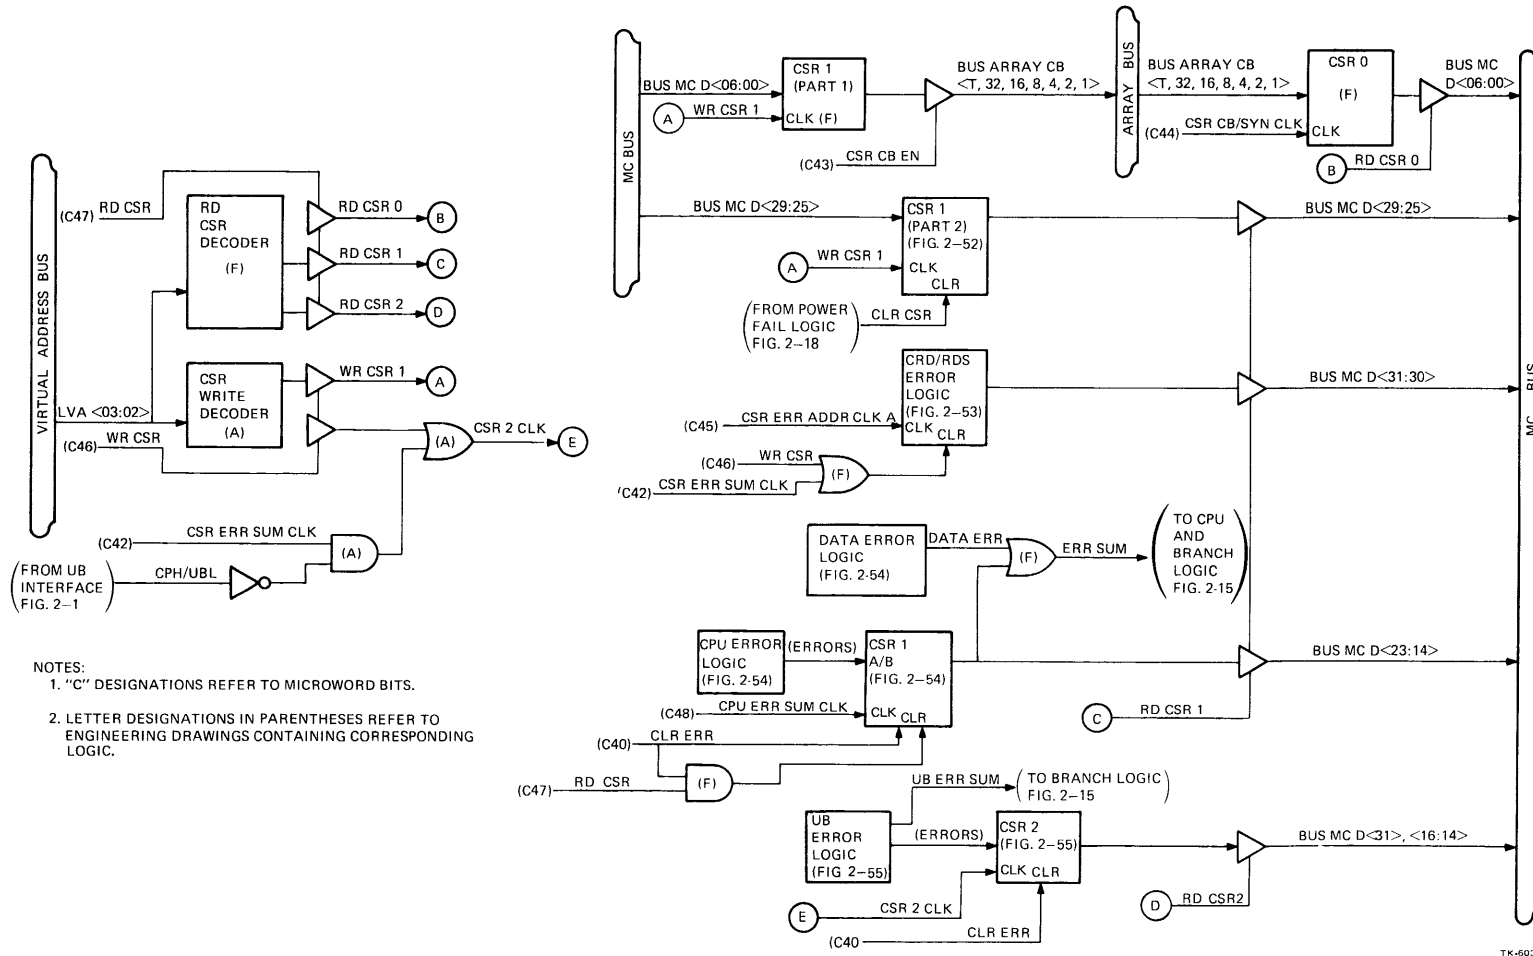 VIRTUAL ADDRESS BUS
(C47)
RD CSR
RD
CSR
DECODER
(F)
RD CSR 0
B
RD CSR 1
C
RD CSR 2
D
LVA <03:02>
CSR
WRITE
DECODER
(A)
WR CSR 1
A
(C46)
WR CSR
(A)
CSR 2 CLK
E
(C42)
CSR ERR SUM CLK
(A)
(FROM UB
INTERFACE
FIG. 2-1)
CPH/UBL
NOTES:
1. "C" DESIGNATIONS REFER TO MICROWORD BITS.
2. LETTER DESIGNATIONS IN PARENTHESES REFER TO
ENGINEERING DRAWINGS CONTAINING CORRESPONDING
LOGIC.
MC BUS
BUS MC D<06:00>
A
WR CSR 1
CSR 1
(PART 1)
CLK (F)
(C43)
CSR CB EN
BUS ARRAY CB
<T, 32, 16, 8, 4, 2, 1>
ARRAY BUS
BUS ARRAY CB
<T, 32, 16, 8, 4, 2, 1>
(C44)
CSR CB/SYN CLK
CSR 0
(F)
CLK
BUS MC
D<06:00>
B
RD CSR 0
MC BUS
BUS MC D<29:25>
A
WR CSR 1
CSR 1
(PART 2)
(FIG. 2-52)
CLK
CLR
BUS MC D<29:25>
(FROM POWER
FAIL LOGIC
FIG. 2-18)
CLR CSR
CRD/RDS
ERROR
LOGIC
(FIG. 2-53)
CLK
CLR
BUS MC D<31:30>
(C45)
CSR ERR ADDR CLK A
(C46)
WR CSR
'C42)
CSR ERR SUM CLK
(F)
DATA ERROR
LOGIC
(FIG. 2-54)
DATA ERR
(F)
ERR SUM
(TO CPU
AND
BRANCH
LOGIC
FIG. 2-15)
CPU ERROR
LOGIC
(FIG. 2-54)
(ERRORS)
CSR 1
A/B
(FIG. 2-54)
CLK
CLR
BUS MC D<23:14>
(C48)
CPU ERR SUM CLK
(C40)
CLR ERR
(C47)
RD CSR
(F)
C
RD CSR 1
UB
ERROR
LOGIC
(FIG 2-55)
UB ERR SUM
(TO BRANCH LOGIC
FIG. 2-15)
(ERRORS)
CSR 2
(FIG. 2-55)
CLK CLR
BUS MC D<31>, <16:14>
E
CSR 2 CLK
(C40
CLR ERR
D
RD CSR2